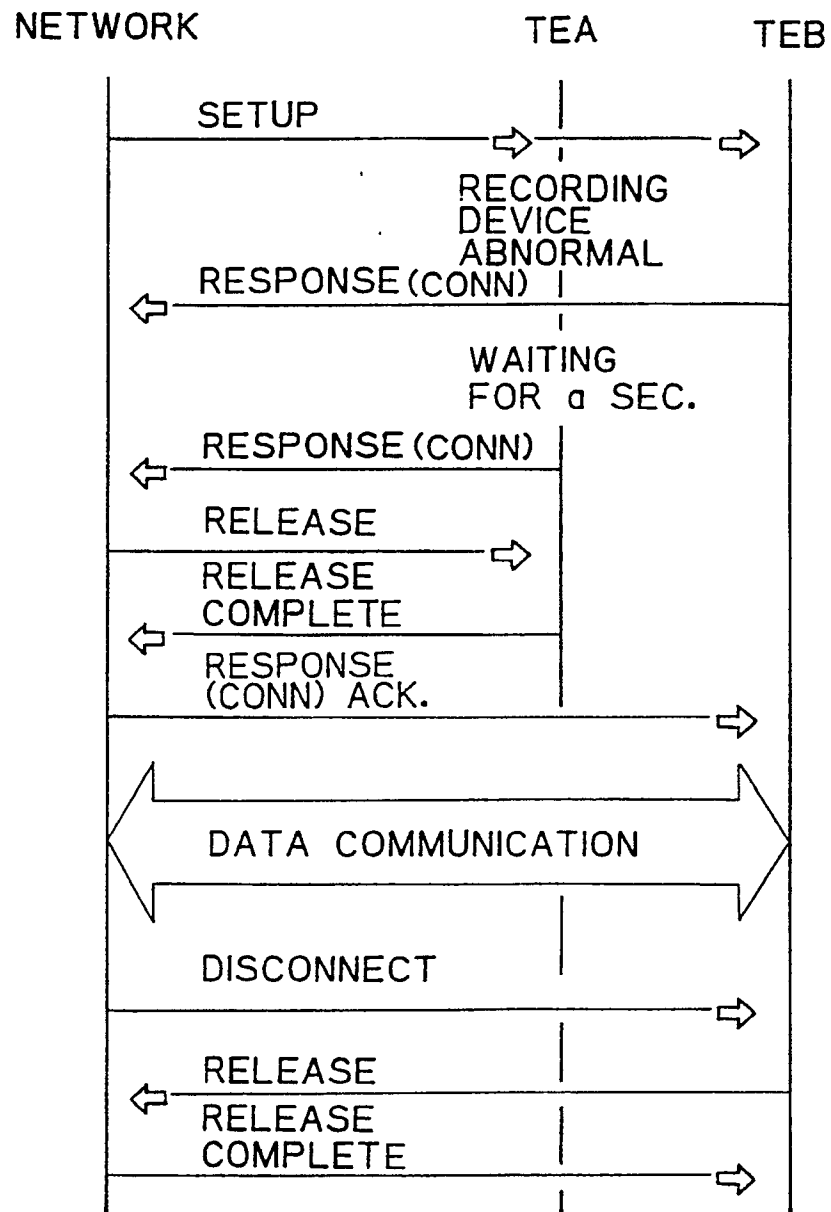 NETWORK TEA TEB
SETUP
RECORDING
DEVICE
ABNORMAL
RESPONSE (CONN)
WAITING
FOR a SEC.
RESPONSE (CONN)
RELEASE
RELEASE
COMPLETE
RESPONSE
(CONN) ACK.
DATA COMMUNICATION
DISCONNECT
RELEASE
RELEASE
COMPLETE